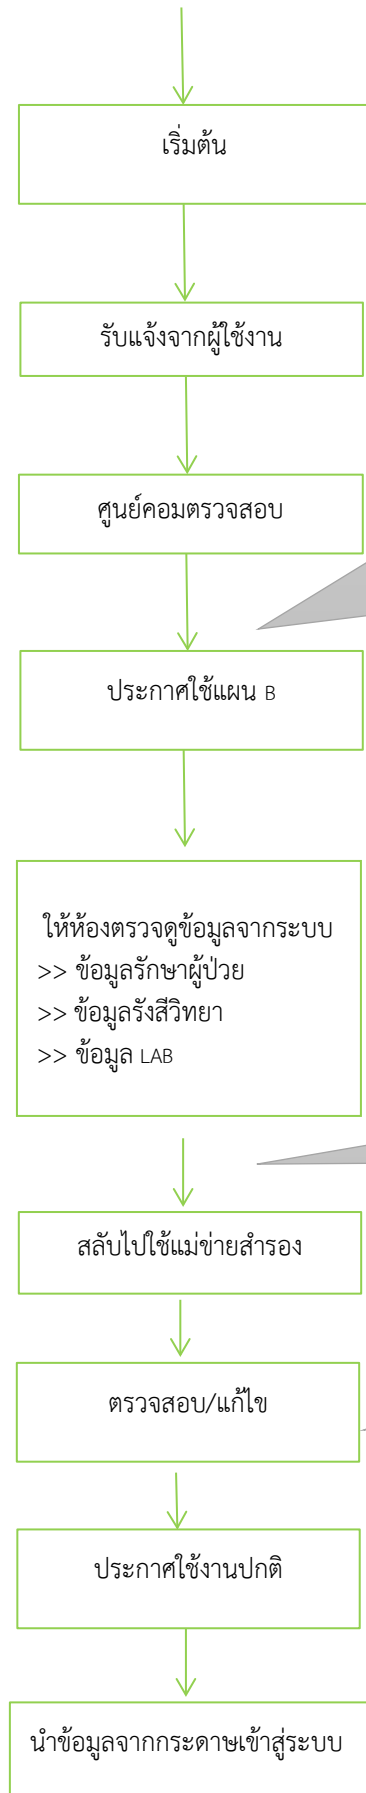 เริ่มต้น
รับแจ้งจากผู้ใช้งาน
ศูนย์คอมตรวจสอบ
ประกาศใช้แผน B
ให้ห้องตรวจดูข้อมูลจากระบบ
>> ข้อมูลรักษาผู้ป่วย
>> ข้อมูลรังสีวิทยา
>> ข้อมูล LAB
สลับไปใช้แม่ข่ายสำรอง
ตรวจสอบ/แก้ไข
ประกาศใช้งานปกติ
นำข้อมูลจากกระดาษเข้าสู่ระบบ